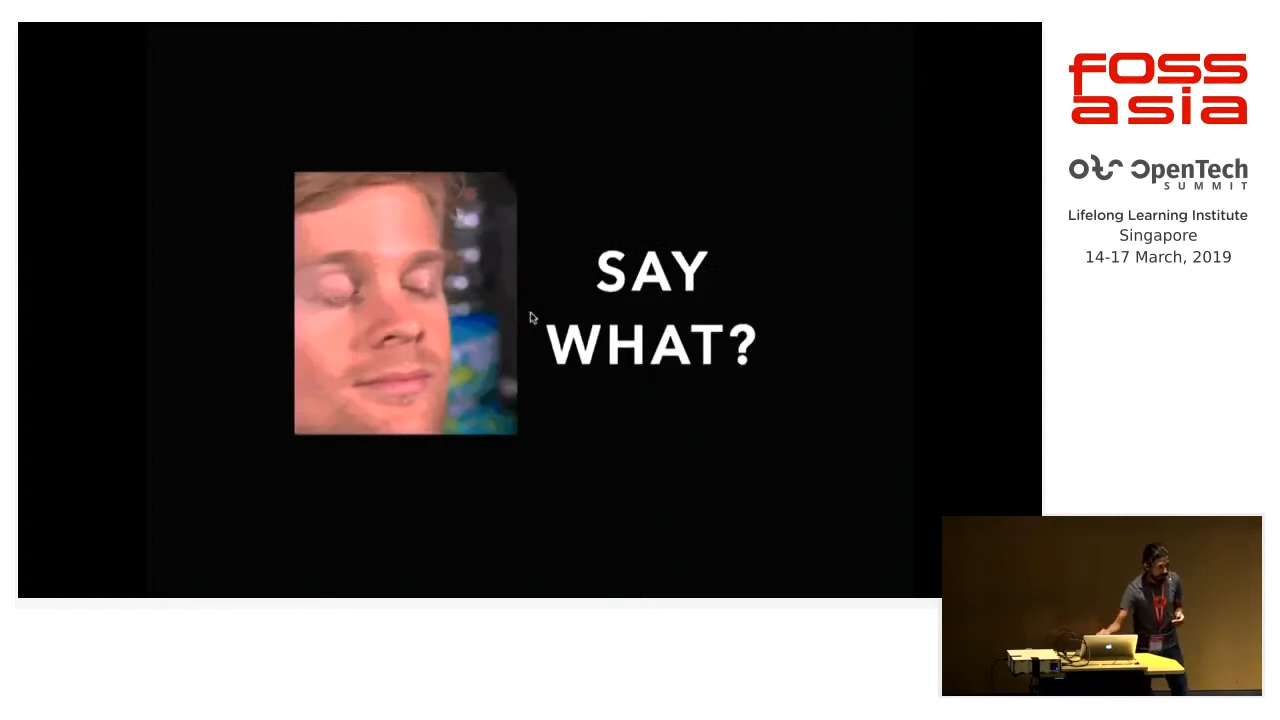 SAY
WHAT?
foss
asia
OpenTech
SUMMIT
Lifelong Learning Institute
Singapore
14-17 March, 2019